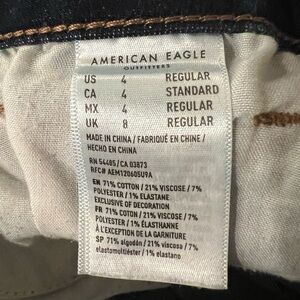 AMERICAN EAGLE
OUTFITTERS
US 4 REGULAR
CA 4 STANDARD
MX 4 REGULAR
UK 8 REGULAR
MADE IN CHINA / FABRIQUÉ EN CHINE /
HECHO EN CHINA
RN 54485/CA 03873
RFC# AEM120605U9A
EN 71% COTTON / 21% VISCOSE / 7%
POLYESTER / 1% ELASTANE
EXCLUSIVE OF DECORATION
FR 71% COTON / 21% VISCOSE / 7%
POLYESTER / 1% ÉLASTHANNE
À L'EXCEPTION DE LA GARNITURE
SP 71% algodón / 21% viscosa / 7%
elastomultiéster / 1% elastano